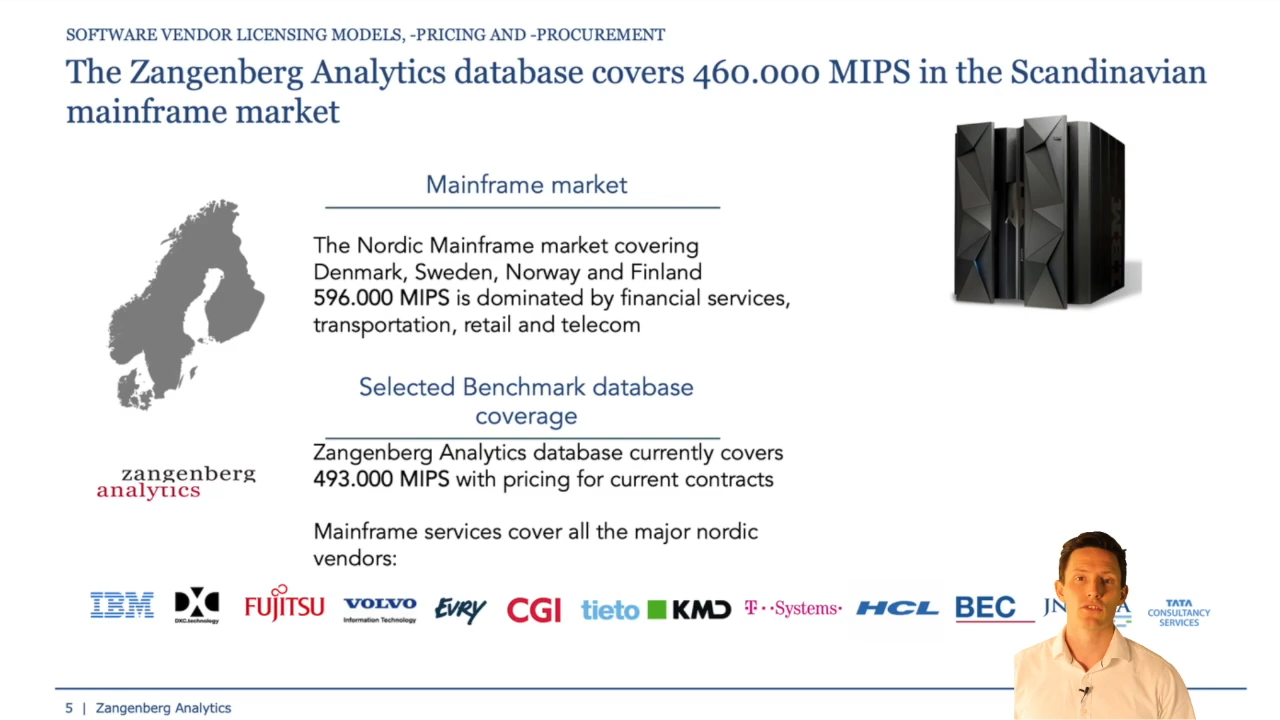 SOFTWARE VENDOR LICENSING MODELS, -PRICING AND -PROCUREMENT
The Zangenberg Analytics database covers 460.000 MIPS in the Scandinavian
mainframe market
Mainframe market
The Nordic Mainframe market covering
Denmark, Sweden, Norway and Finland
596.000 MIPS is dominated by financial services,
transportation, retail and telecom
Selected Benchmark database
coverage
zangenberg
analytics
Zangenberg Analytics database currently covers
493.000 MIPS with pricing for current contracts
Mainframe services cover all the major nordic
vendors:
IBM
DXC.technology
FUJITSU
VOLVO
Information Technology
EVRY
CGI
tieto
KMD
T··Systems·
HCL
BEC
TATA
CONSULTANCY
SERVICES
5 | Zangenberg Analytics